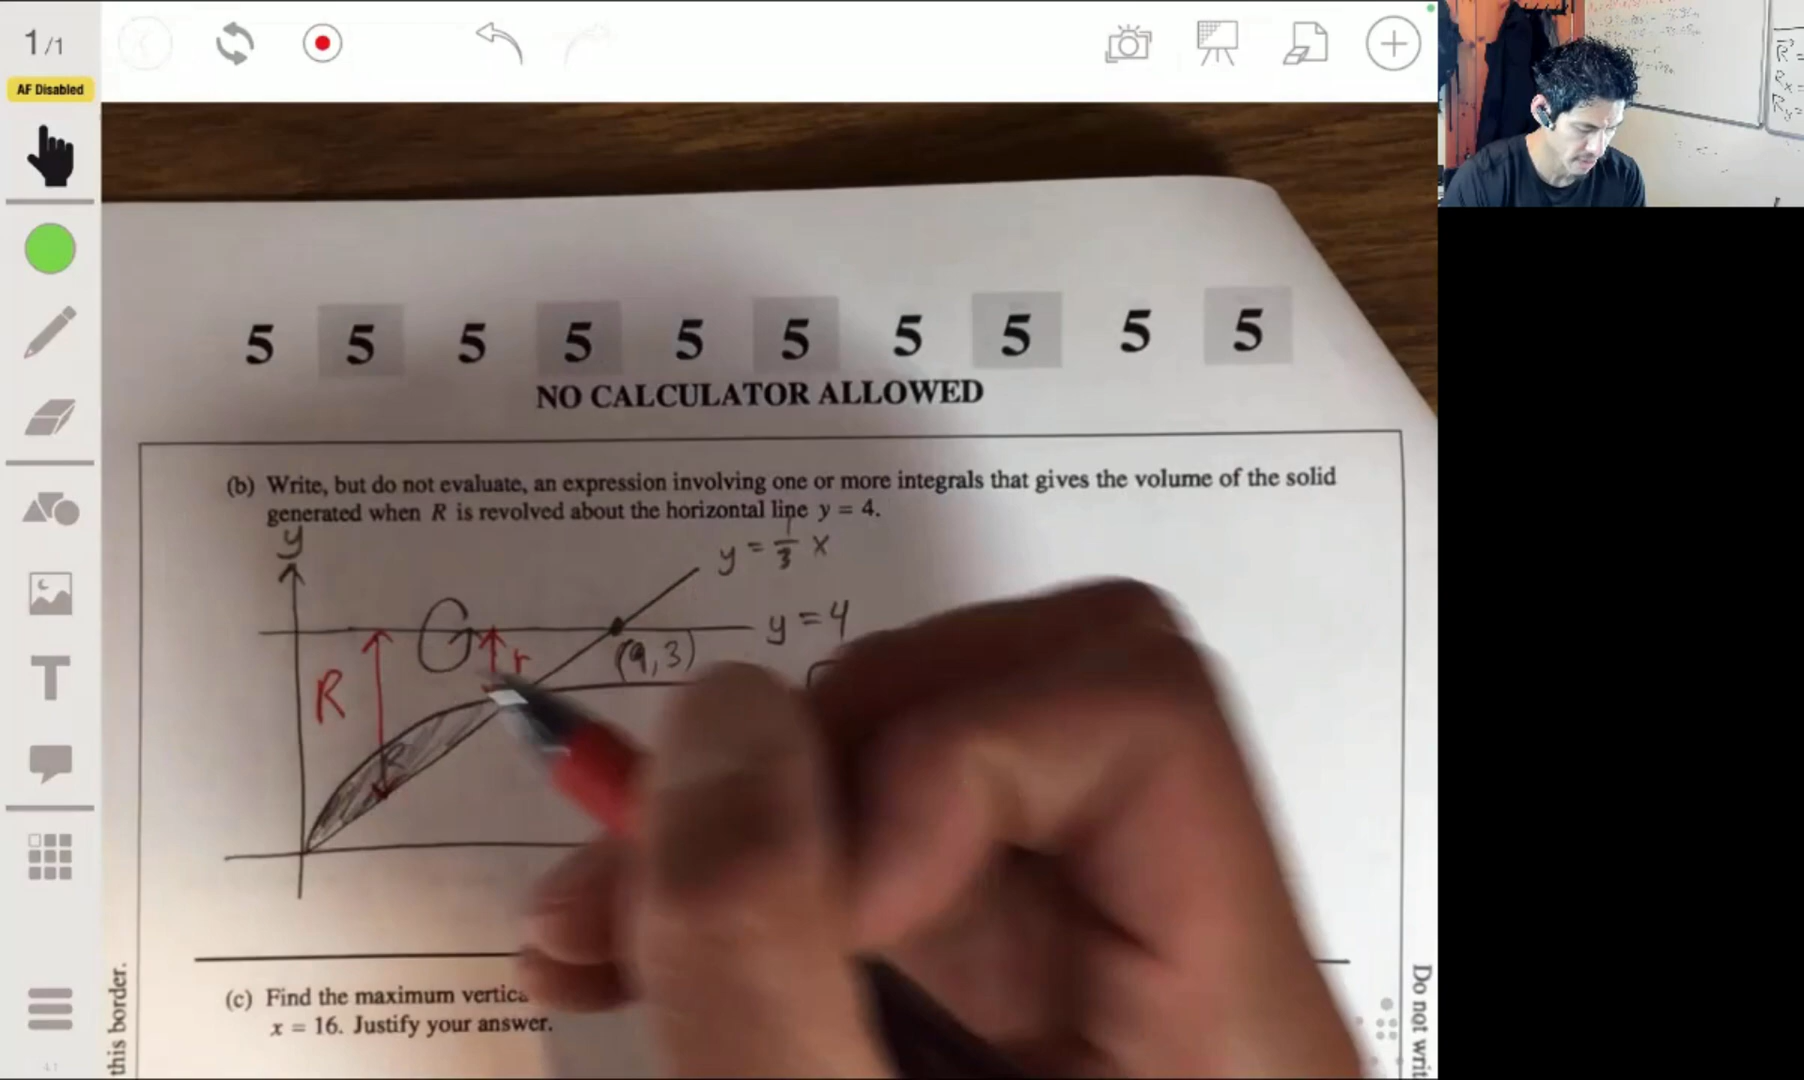 1/1
AF Disabled
T
5 5 5 5 5 5 5 5 5 5
NO CALCULATOR ALLOWED
(b) Write, but do not evaluate, an expression involving one or more integrals that gives the volume of the solid
generated when R is revolved about the horizontal line y = 4.
y
y = 1/3 x
y = 4
(9,3)
r
R
R
(c) Find the maximum vertica
x = 16. Justify your answer.
this border.
Do not writ
R =
Rx =
Ry =